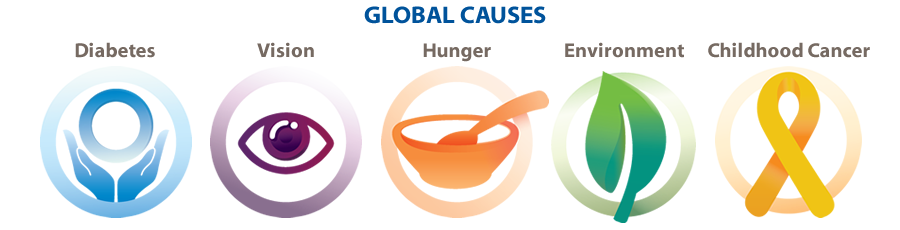 GLOBAL CAUSES
Diabetes Vision Hunger Environment Childhood Cancer